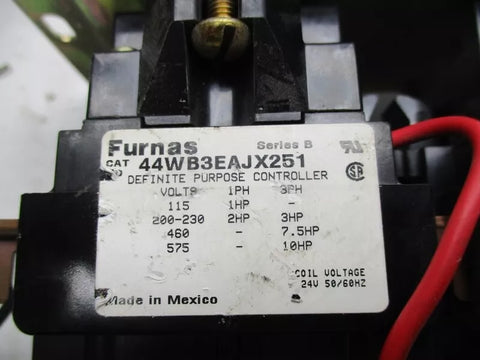 Furnas Series B
CAT 44WB3EAJX251
NO DEFINITE PURPOSE CONTROLLER
VOLTS 1PH 3PH
115 1HP -
200-230 2HP 3HP
460 - 7.5HP
575 - 10HP
COIL VOLTAGE
24V 50/60HZ
Made in Mexico